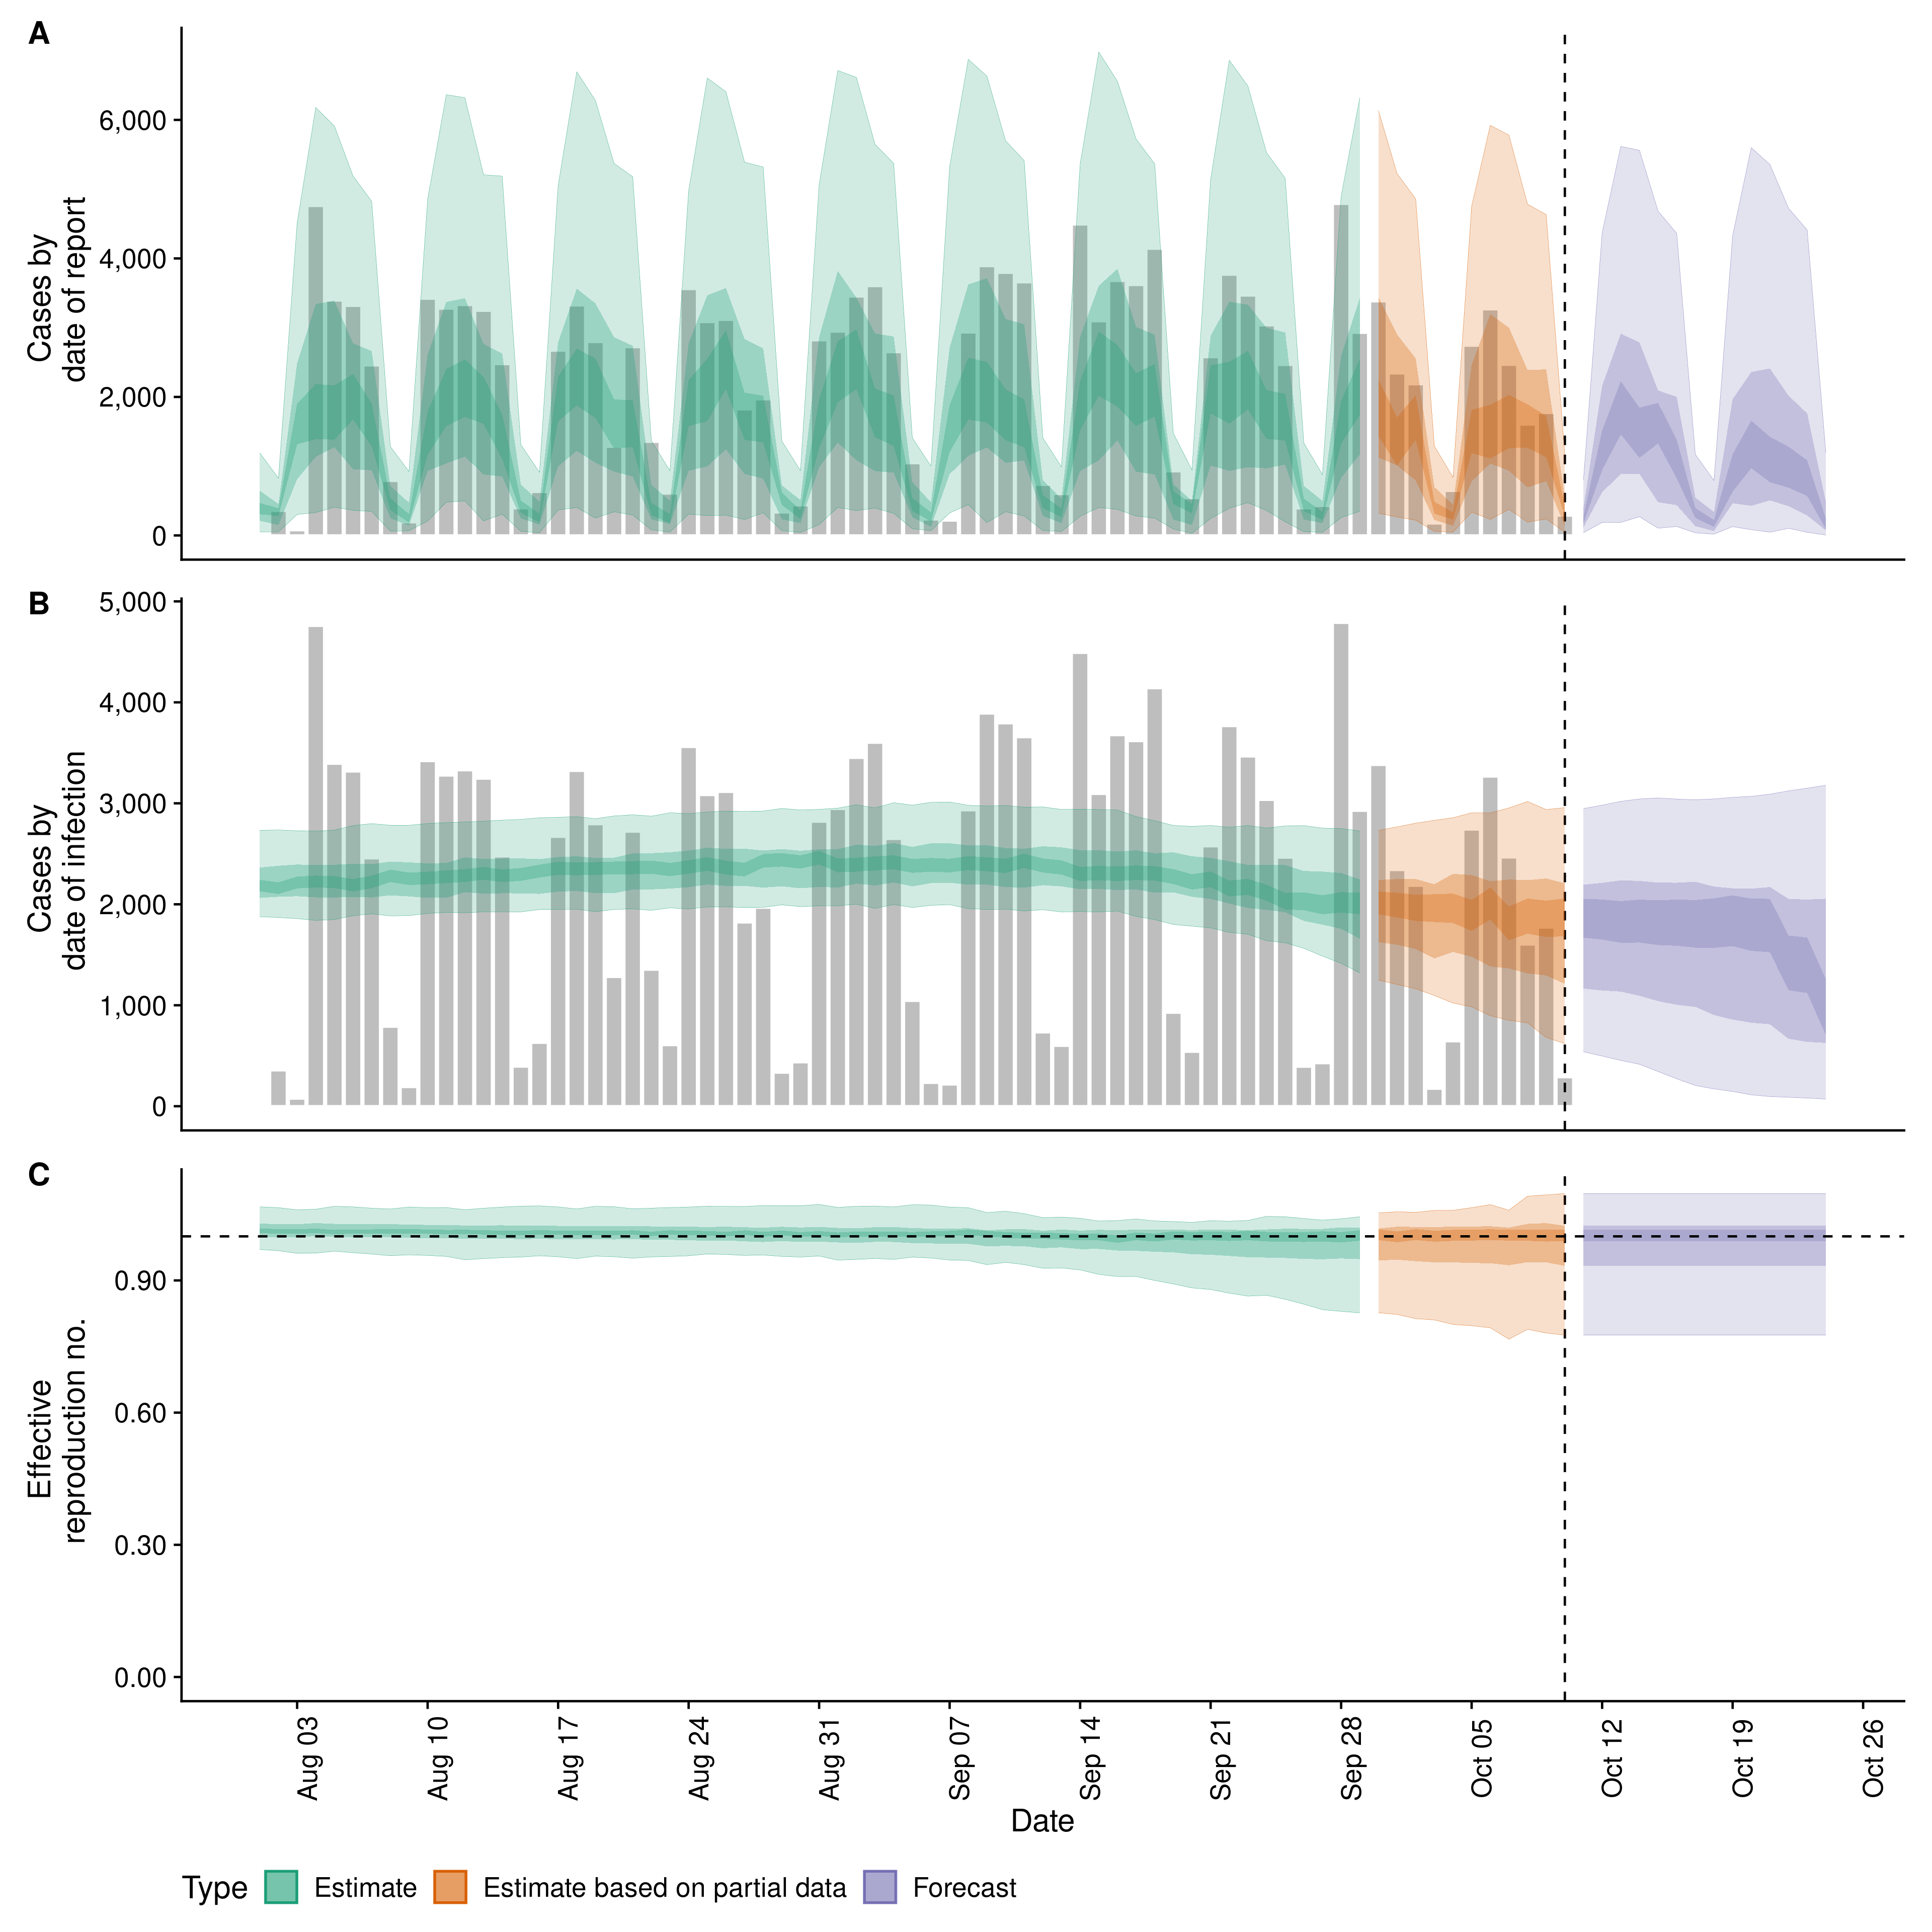 A
Cases by
date of report
6,000
4,000
2,000
0
B
Cases by
date of infection
5,000
4,000
3,000
2,000
1,000
0
C
Effective
reproduction no.
0.90
0.60
0.30
0.00
Aug 03
Aug 10
Aug 17
Aug 24
Aug 31
Sep 07
Sep 14
Sep 21
Sep 28
Oct 05
Oct 12
Oct 19
Oct 26
Date
Type Estimate Estimate based on partial data Forecast